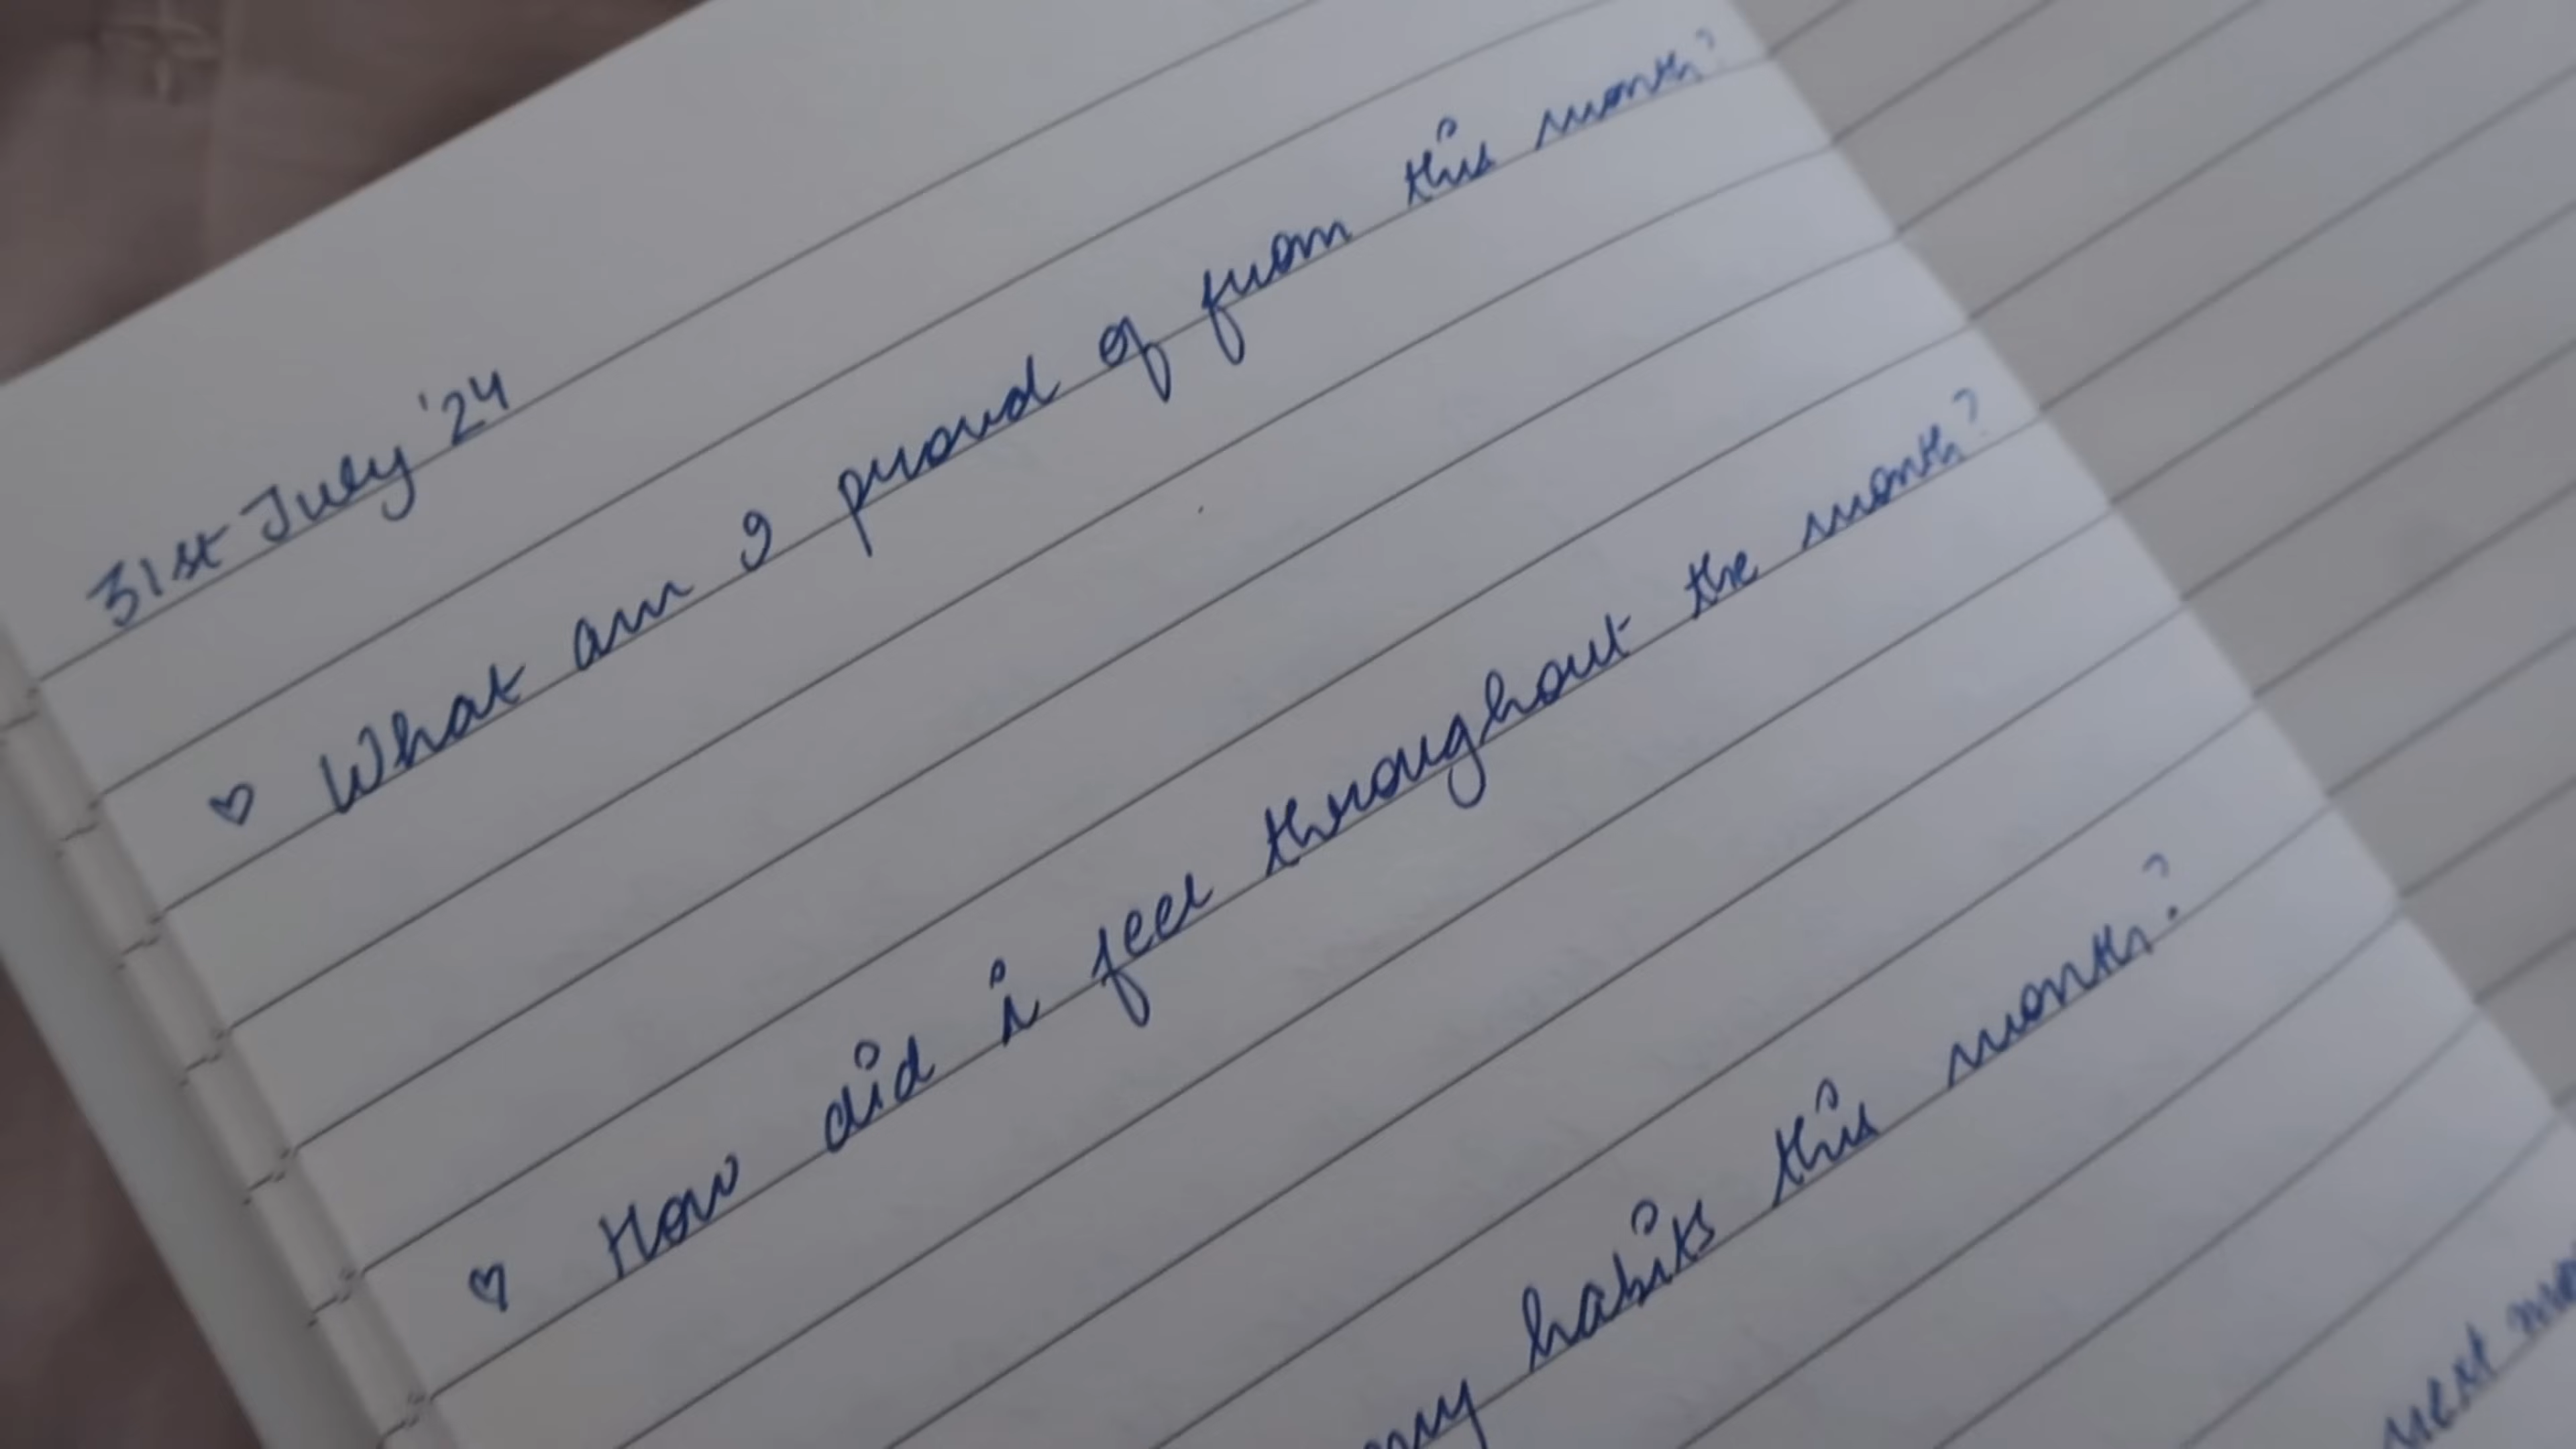 31st July '24
♡ What am I proud of from this month?
♡ How did i feel throughout the month?
my habits this month?
next